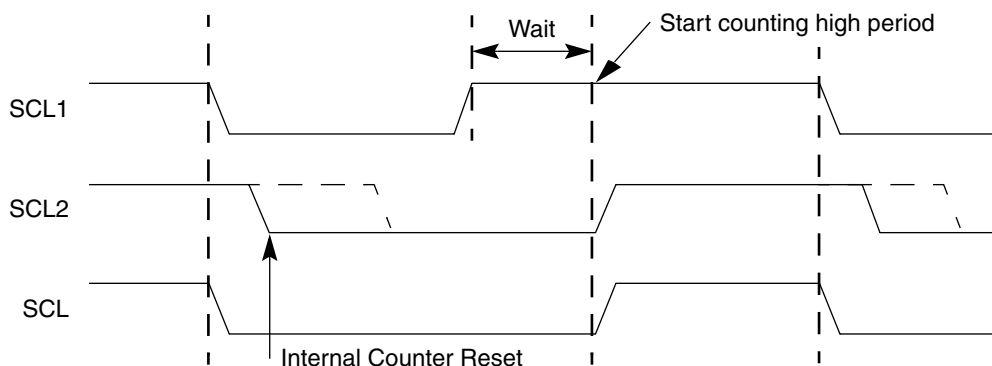 Start counting high period
Wait
SCL1
SCL2
SCL
Internal Counter Reset